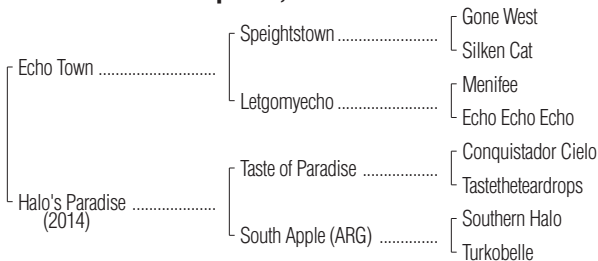 Gone West
Speightstown ....................
Silken Cat
Echo Town ...........................
Menifee
Letgomyecho ....................
Echo Echo Echo
Conquistador Cielo
Taste of Paradise ...............
Tastetheteardrops
Halo's Paradise ...................
(2014)
Southern Halo
South Apple (ARG) ............
Turkobelle